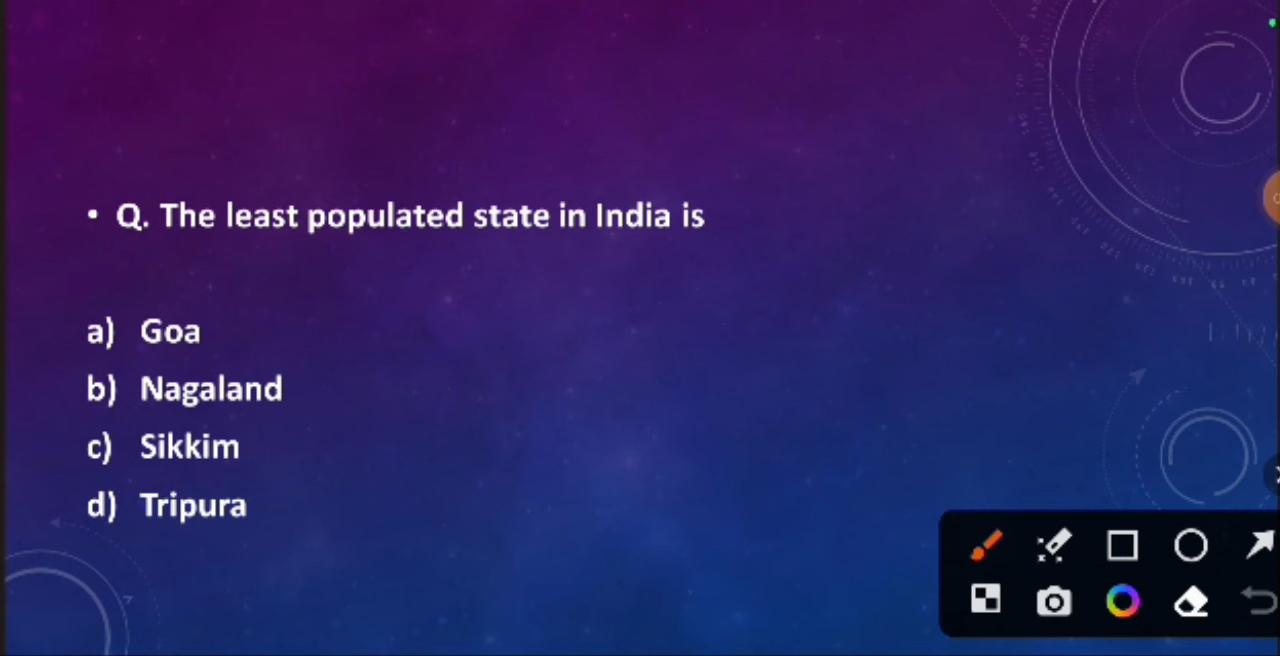 • Q. The least populated state in India is
a) Goa
b) Nagaland
c) Sikkim
d) Tripura